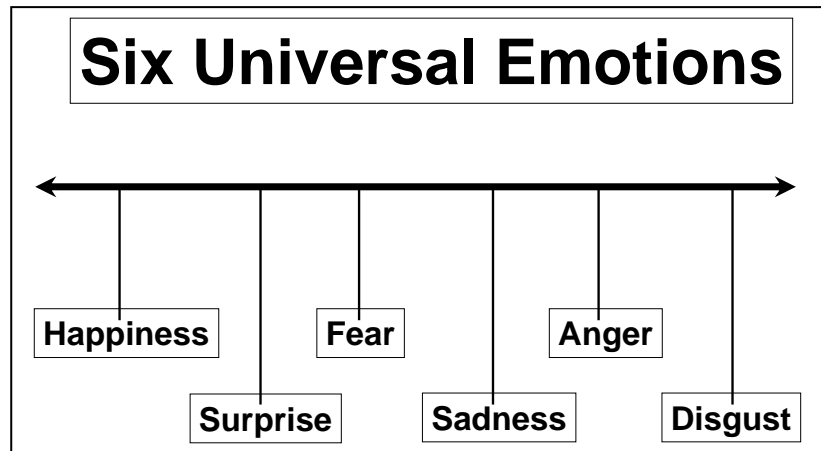 Six Universal Emotions
Happiness
Fear
Anger
Surprise
Sadness
Disgust